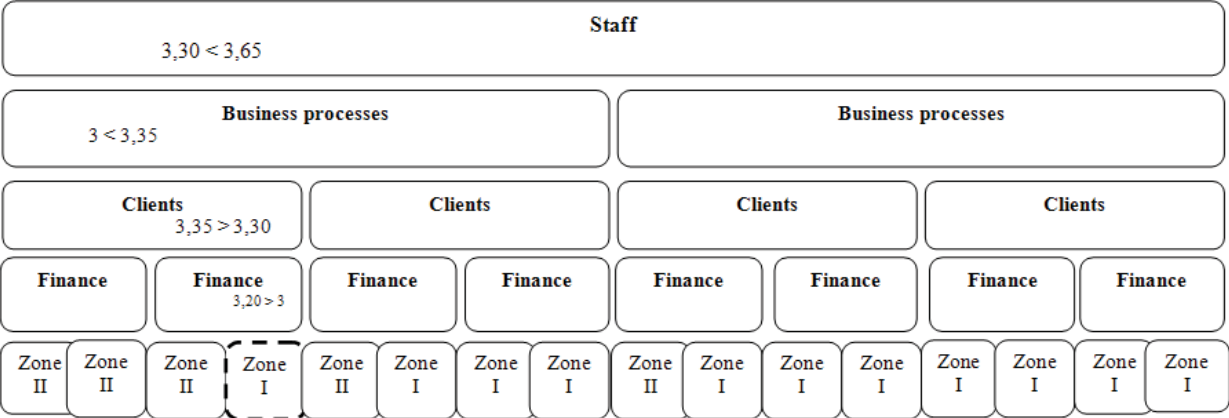 Staff
3,30 < 3,65
Business processes
3 < 3,35
Business processes
Clients
3,35 > 3,30
Clients
Clients
Clients
Finance
Finance
3,20 > 3
Finance
Finance
Finance
Finance
Finance
Finance
Zone
II
Zone
II
Zone
II
Zone
I
Zone
II
Zone
I
Zone
I
Zone
I
Zone
II
Zone
I
Zone
I
Zone
I
Zone
I
Zone
I
Zone
I
Zone
I